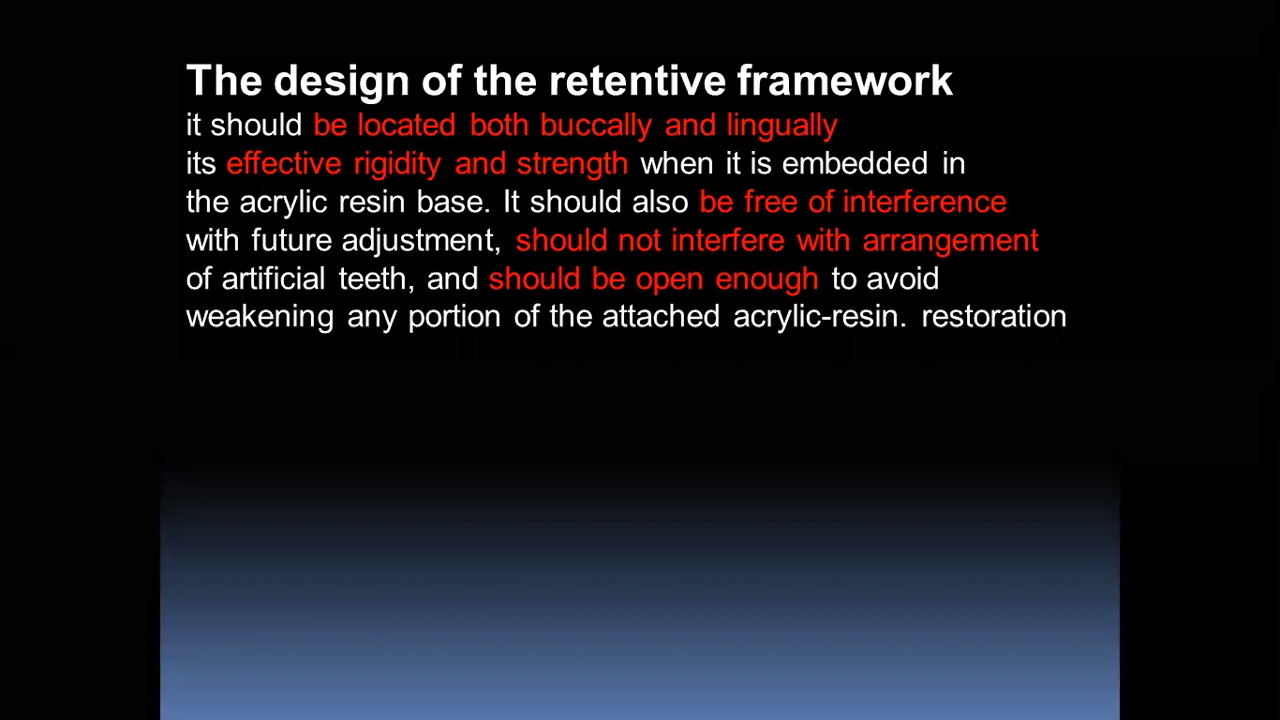 The design of the retentive framework
it should be located both buccally and lingually
its effective rigidity and strength when it is embedded in
the acrylic resin base. It should also be free of interference
with future adjustment, should not interfere with arrangement
of artificial teeth, and should be open enough to avoid
weakening any portion of the attached acrylic-resin. restoration